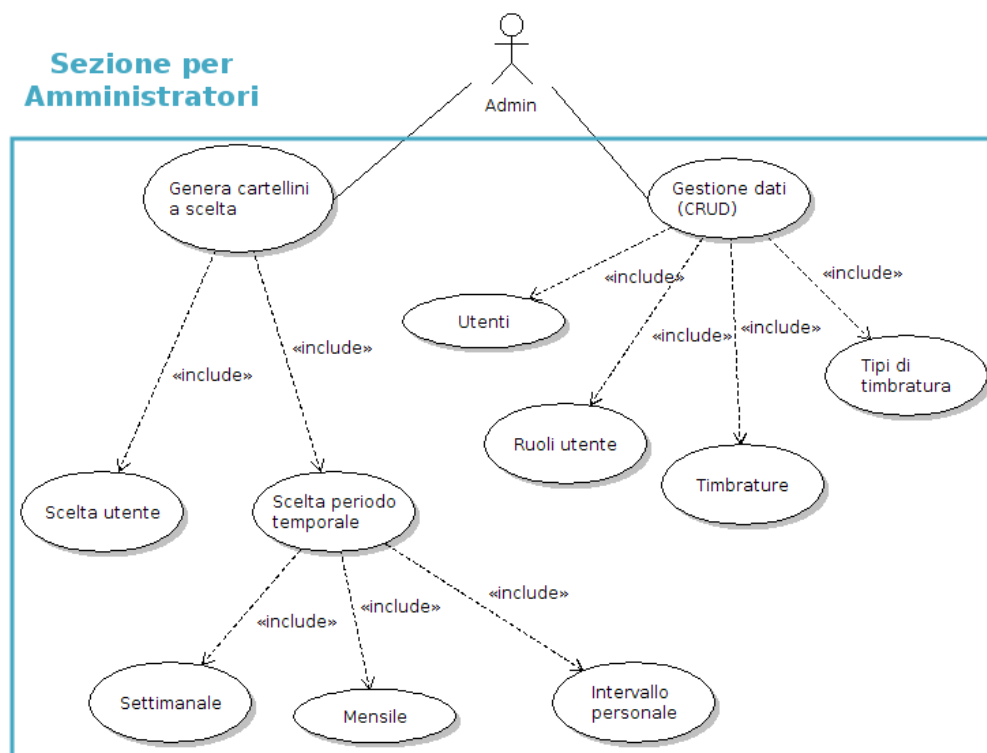 Sezione per
Amministratori
Admin
Genera cartellini
a scelta
Gestione dati
(CRUD)
«include»
«include»
«include»
«include»
Utenti
Tipi di
timbratura
«include»
«include»
Ruoli utente
Timbrature
Scelta utente
Scelta periodo
temporale
«include»
«include»
«include»
Settimanale
Mensile
Intervallo
personale